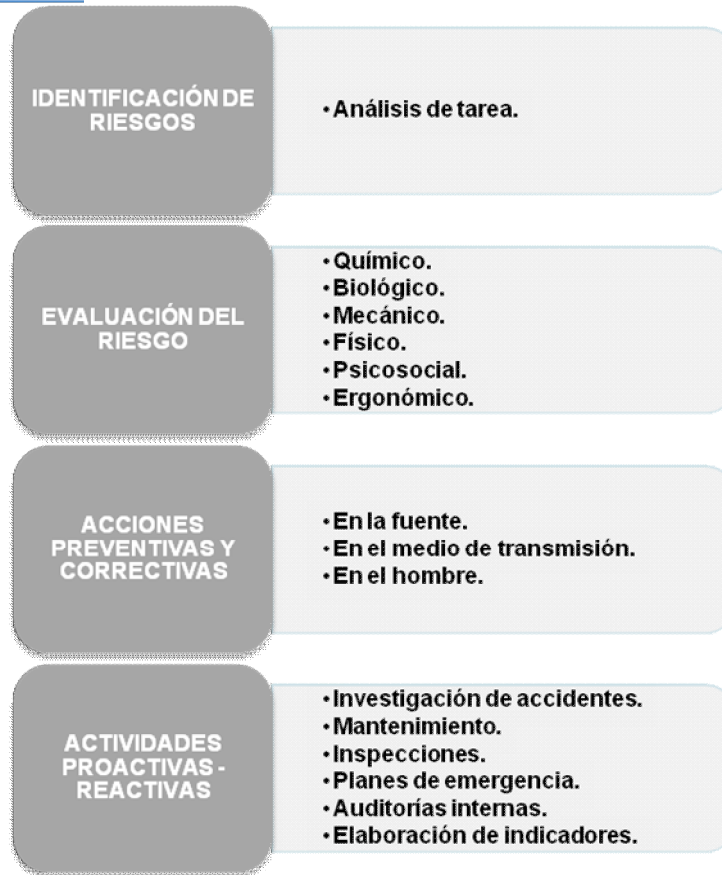 IDENTIFICACIÓN DE
RIESGOS
•Análisis de tarea.
EVALUACIÓN DEL
RIESGO
•Químico.
•Biológico.
•Mecánico.
•Físico.
•Psicosocial.
•Ergonómico.
ACCIONES
PREVENTIVAS Y
CORRECTIVAS
•En la fuente.
•En el medio de transmisión.
•En el hombre.
ACTIVIDADES
PROACTIVAS -
REACTIVAS
•Investigación de accidentes.
•Mantenimiento.
•Inspecciones.
•Planes de emergencia.
•Auditorías internas.
•Elaboración de indicadores.